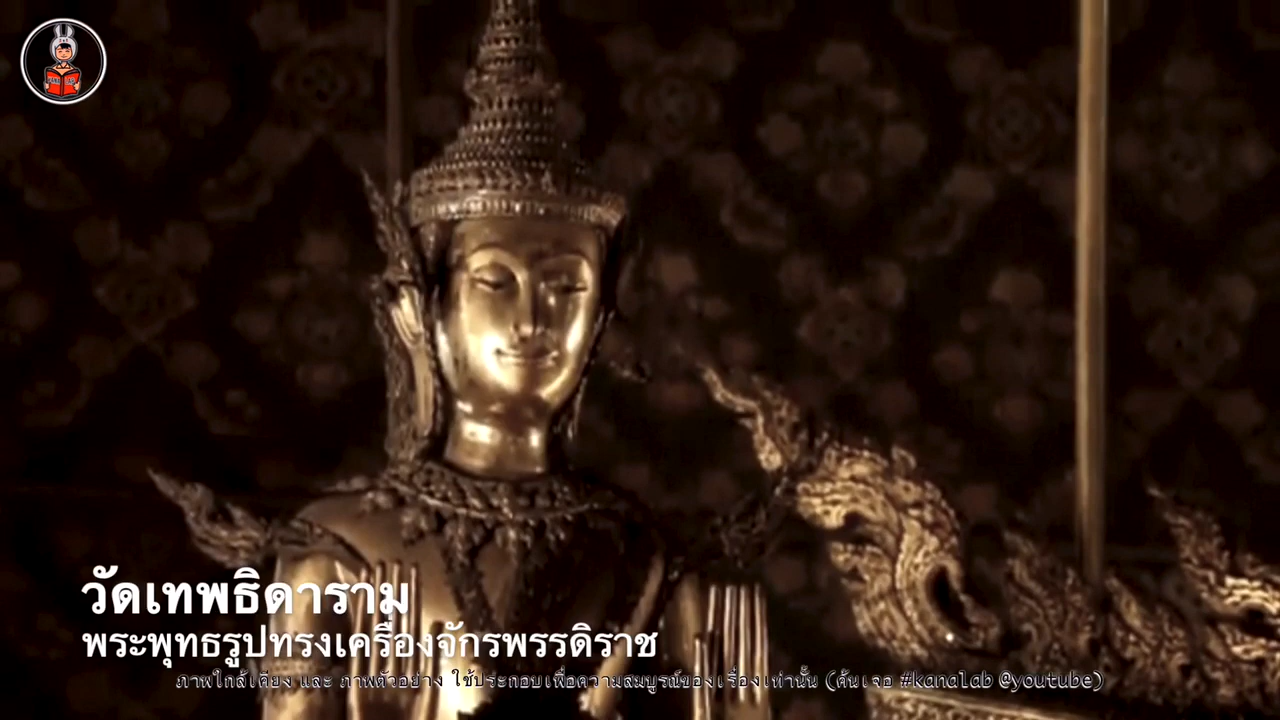 วัดเทพธิดาราม
พระพุทธรูปทรงเครื่องจักรพรรดิราช
ภาพใกล้เคียง และ ภาพตัวอย่าง ใช้ประกอบเพื่อความสมบูรณ์ของเรื่องเท่านั้น (ค้นเจอ #kanalab @youtube)